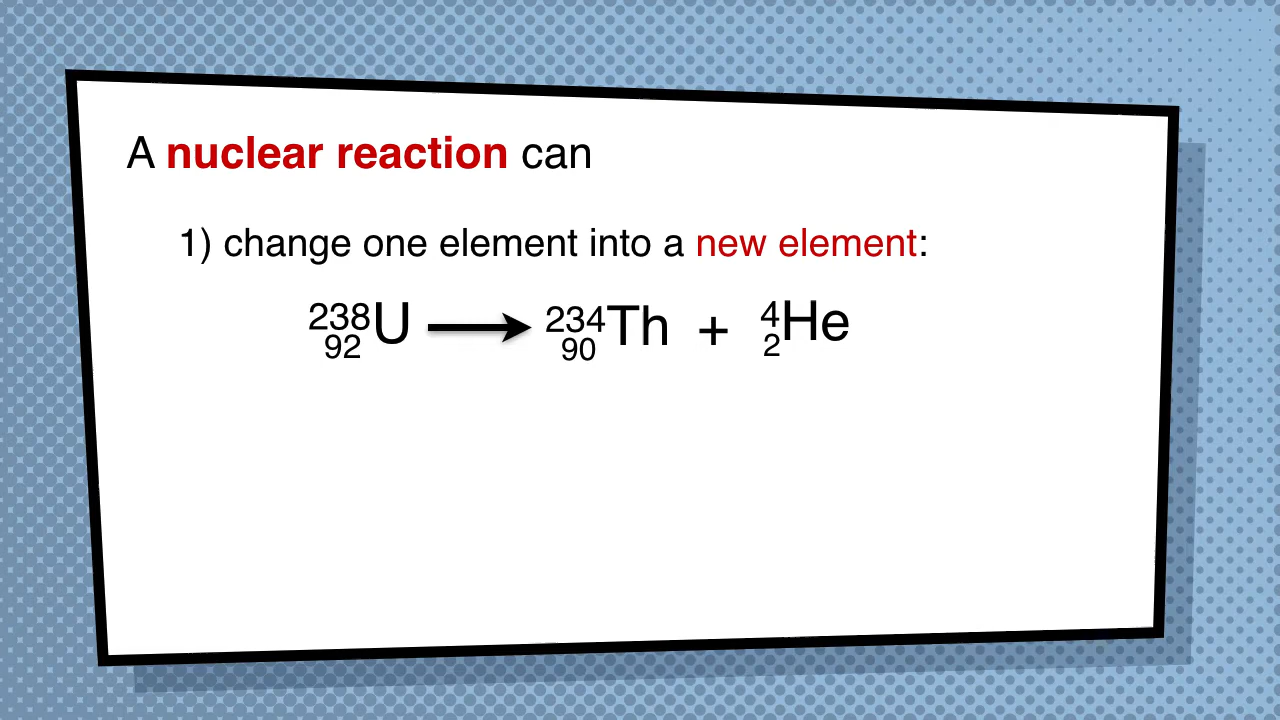 A nuclear reaction can
1) change one element into a new element:
²³⁸₉₂U ⟶ ²³⁴₉₀Th + ⁴₂He